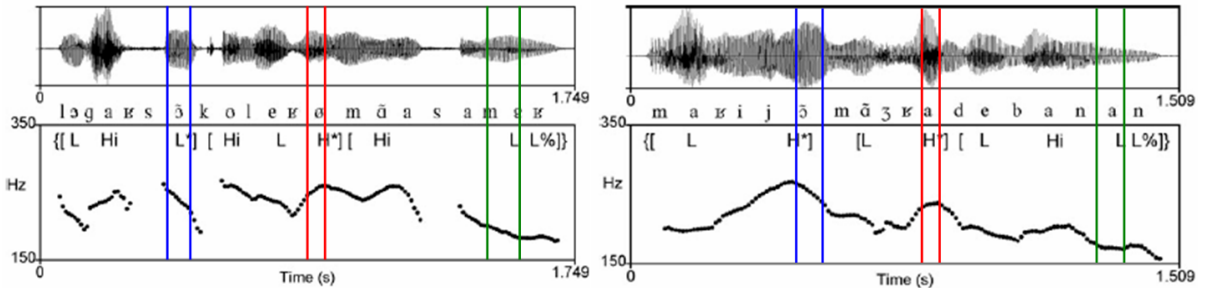 0 1.749
l ɔ g a ʁ s ɔ̃ k o l e ʁ ø m ɑ̃ a s a m ɛ ʁ
350
{[ L Hi L*] [ Hi L H*] [ Hi L L%]}
Hz
150
0 Time (s) 1.749
0 1.509
m a ʁ i j ɔ̃ m ɑ̃ ʒ ʁ a d e b a n a n
350
{[ L H*] [L H*] [ L Hi L L%]}
Hz
150
0 Time (s) 1.509